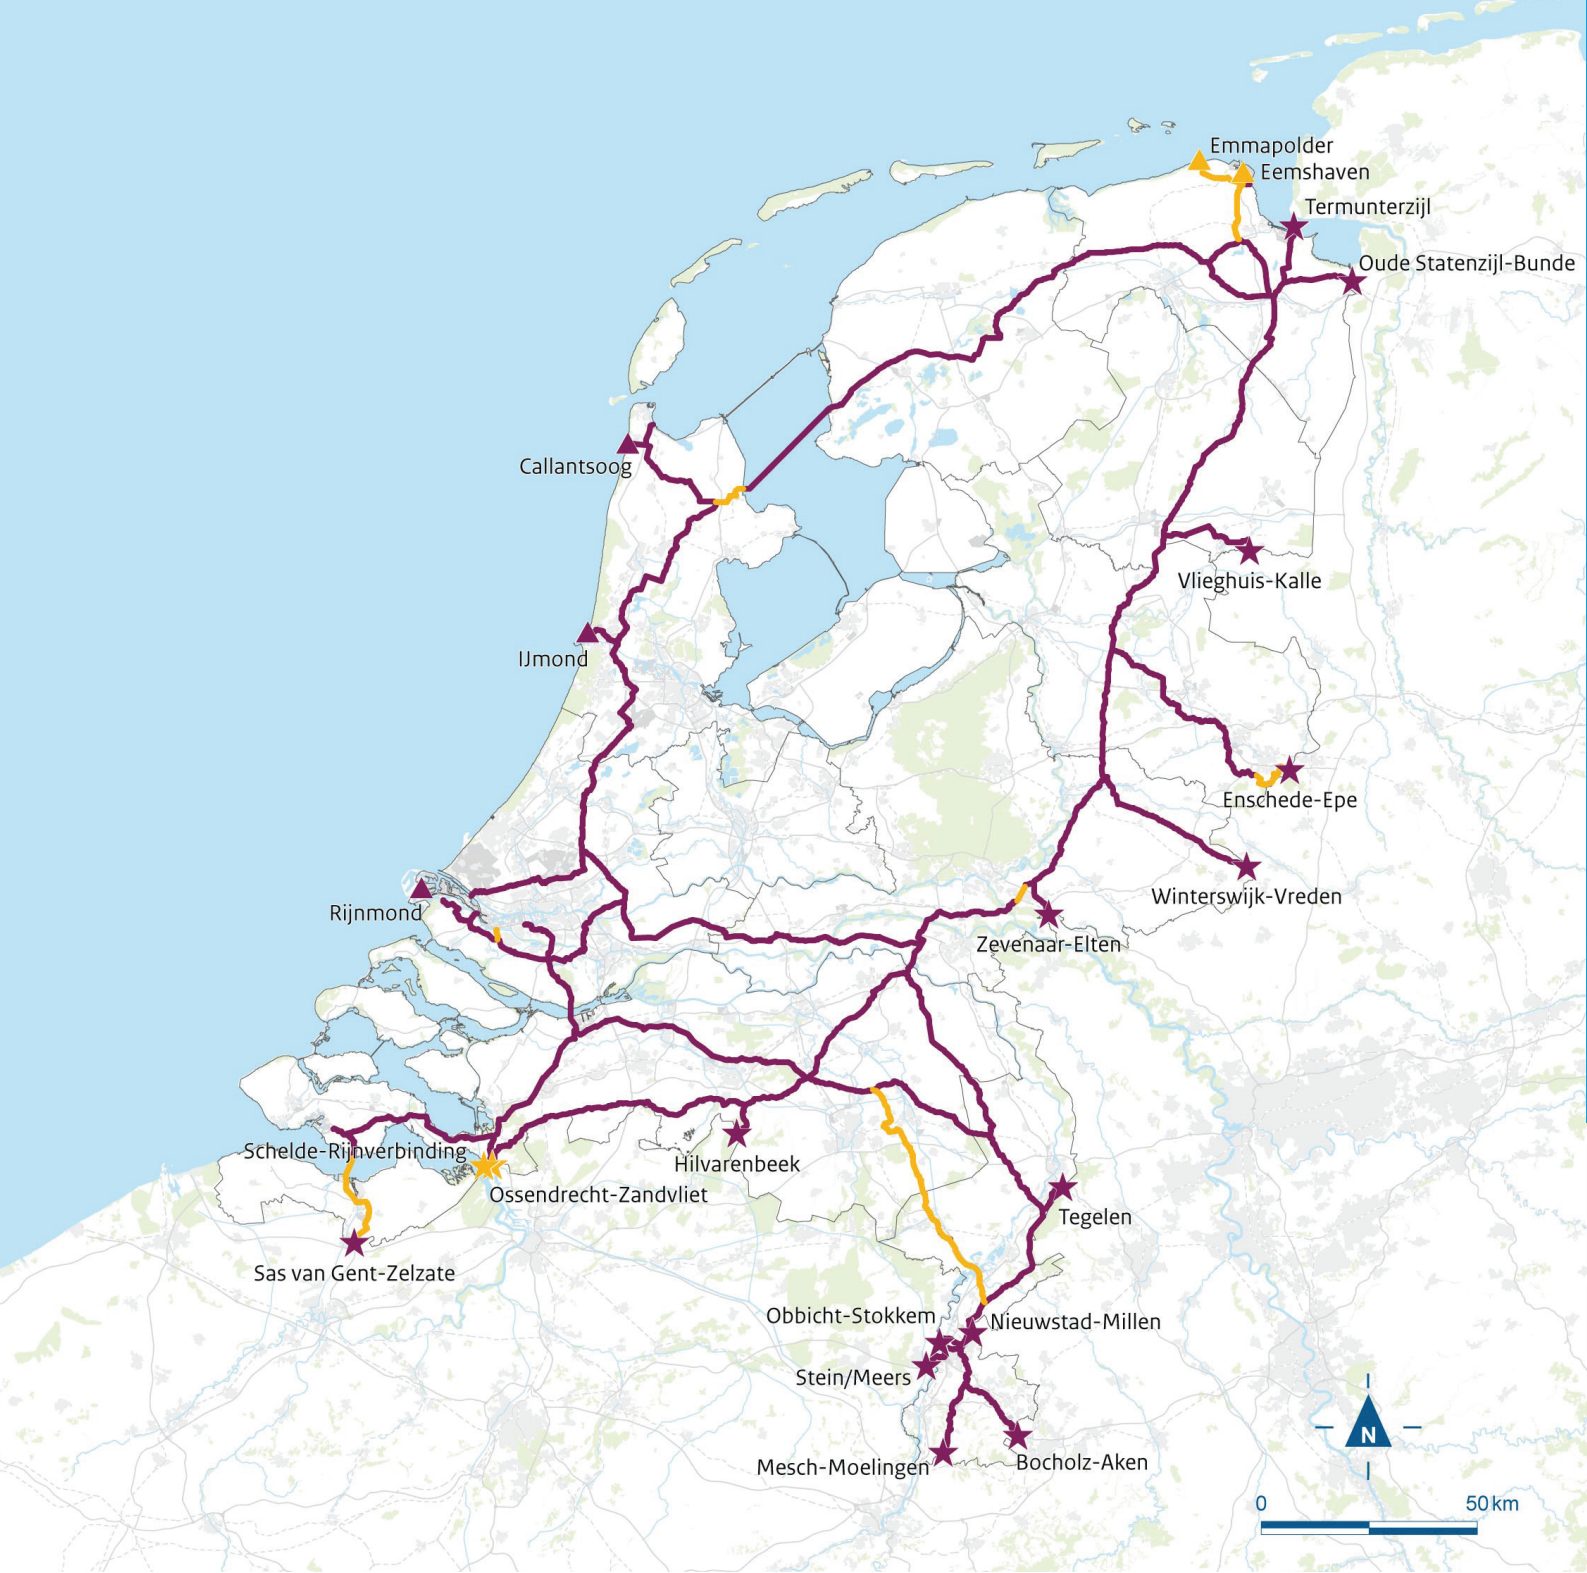 Emmapolder
Eemshaven
Termunterzijl
Oude Statenzijl-Bunde
Callantsoog
Vlieghuis-Kalle
IJmond
Enschede-Epe
Winterswijk-Vreden
Rijnmond
Zevenaar-Elten
Schelde-Rijnverbinding
Hilvarenbeek
Ossendrecht-Zandvliet
Tegelen
Sas van Gent-Zelzate
Obbicht-Stokkem
Nieuwstad-Millen
Stein/Meers
N
Mesch-Moelingen
Bocholz-Aken
0 50 km